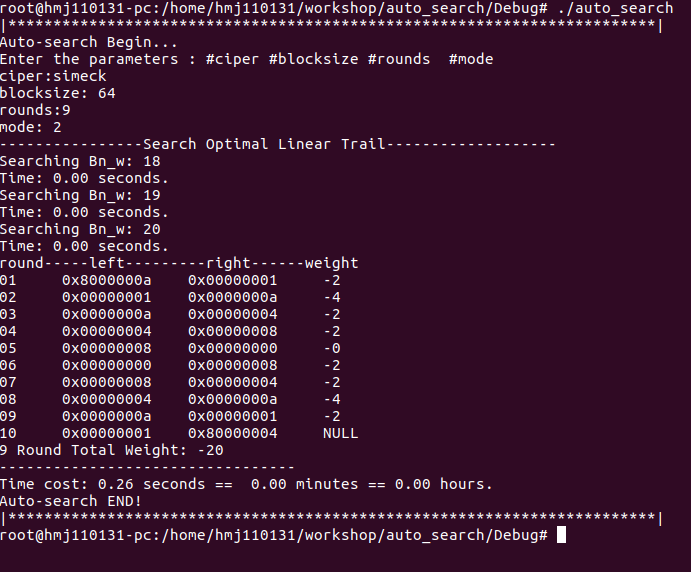 root@hmj110131-pc:/home/hmj110131/workshop/auto_search/Debug# ./auto_search
|************************************************************************|
Auto-search Begin...
Enter the parameters : #ciper #blocksize #rounds  #mode
ciper:simeck
blocksize: 64
rounds:9
mode: 2
----------------Search Optimal Linear Trail-------------------
Searching Bn_w: 18
Time: 0.00 seconds.
Searching Bn_w: 19
Time: 0.00 seconds.
Searching Bn_w: 20
Time: 0.00 seconds.
round-----left---------right------weight
01     0x8000000a    0x00000001     -2
02     0x00000001    0x0000000a     -4
03     0x0000000a    0x00000004     -2
04     0x00000004    0x00000008     -2
05     0x00000008    0x00000000     -0
06     0x00000000    0x00000008     -2
07     0x00000008    0x00000004     -2
08     0x00000004    0x0000000a     -4
09     0x0000000a    0x00000001     -2
10     0x00000001    0x80000004     NULL
9 Round Total Weight: -20
---------------------------------
Time cost: 0.26 seconds ==  0.00 minutes == 0.00 hours.
Auto-search END!
|************************************************************************|
root@hmj110131-pc:/home/hmj110131/workshop/auto_search/Debug#